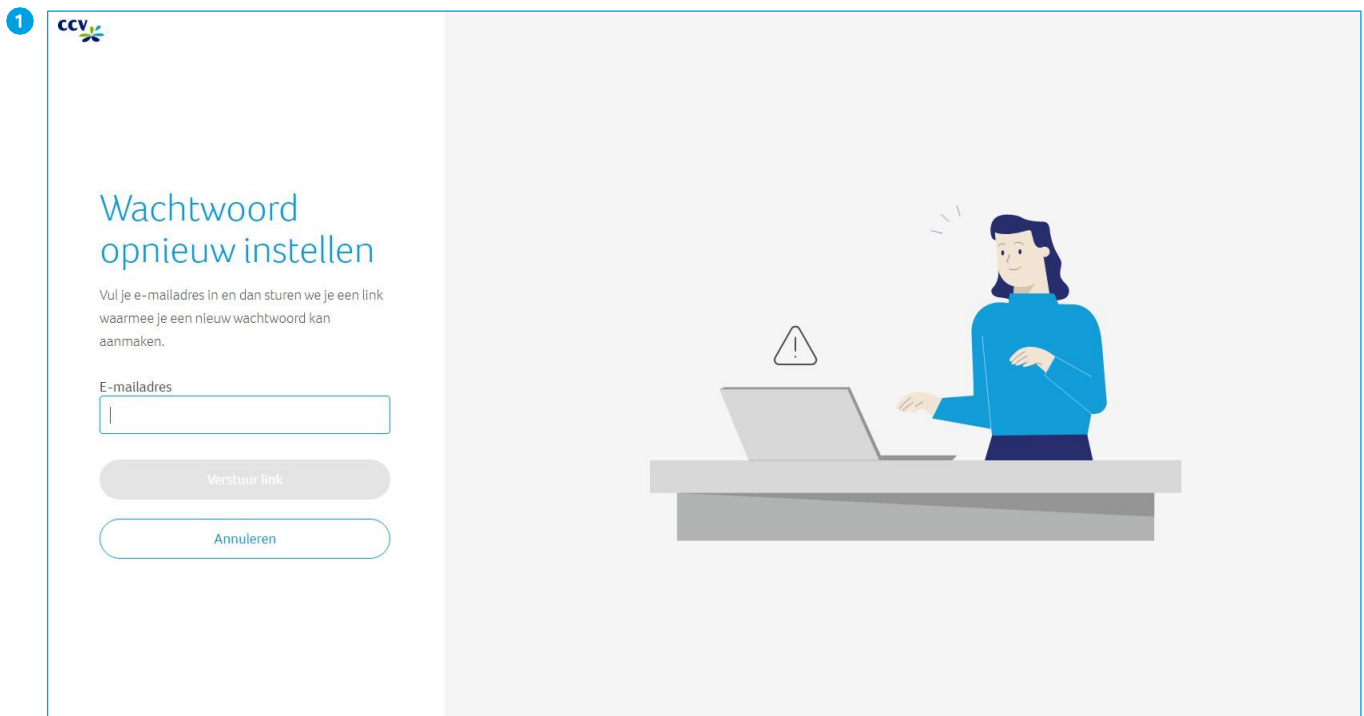 1
ccv
Wachtwoord
opnieuw instellen
Vul je e-mailadres in en dan sturen we je een link
waarmee je een nieuw wachtwoord kan
aanmaken.
E-mailadres
Verstuur link
Annuleren